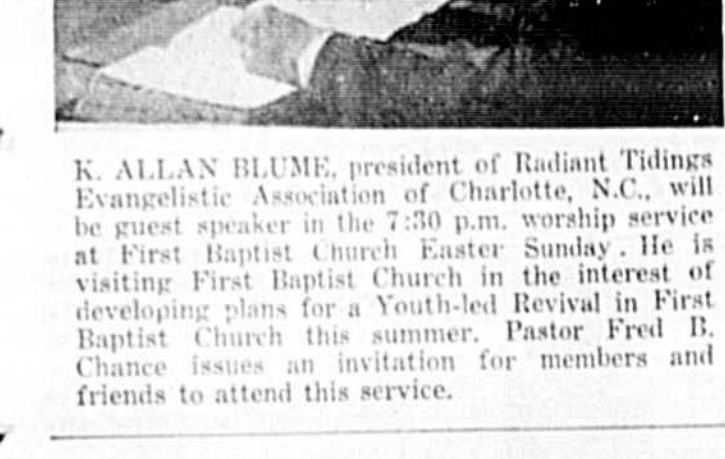 K. ALLAN BLUME, president of Radiant Tidings
Evangelistic Association of Charlotte, N.C., will
be guest speaker in the 7:30 p.m. worship service
at First Baptist Church Easter Sunday. He is
visiting First Baptist Church in the interest of
developing plans for a Youth-led Revival in First
Baptist Church this summer. Pastor Fred B.
Chance issues an invitation for members and
friends to attend this service.